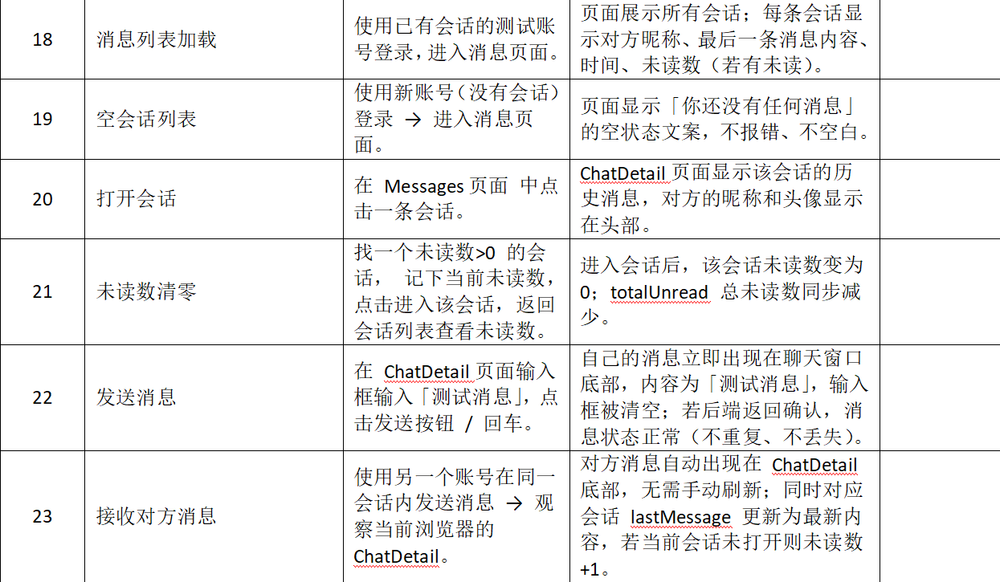 18
消息列表加载
使用已有会话的测试账
号登录，进入消息页面。
页面展示所有会话；每条会话显
示对方昵称、最后一条消息内容、
时间、未读数（若有未读）。
19
空会话列表
使用新账号（没有会话）
登录 → 进入消息页
面。
页面显示「你还没有任何消息」
的空状态文案，不报错、不空白。
20
打开会话
在 Messages 页面 中点
击一条会话。
ChatDetail 页面显示该会话的历
史消息，对方的昵称和头像显示
在头部。
21
未读数清零
找一个未读数>0 的会
话， 记下当前未读数，
点击进入该会话，返回
会话列表查看未读数。
进入会话后，该会话未读数变为
0；totalUnread 总未读数同步减
少。
22
发送消息
在 ChatDetail 页面输入
框输入「测试消息」，点
击发送按钮 / 回车。
自己的消息立即出现在聊天窗口
底部，内容为「测试消息」，输入
框被清空；若后端返回确认，消
息状态正常（不重复、不丢失）。
23
接收对方消息
使用另一个账号在同一
会话内发送消息 → 观
察当前浏览器的
ChatDetail。
对方消息自动出现在 ChatDetail
底部，无需手动刷新；同时对应
会话 lastMessage 更新为最新内
容，若当前会话未打开则未读数
+1。